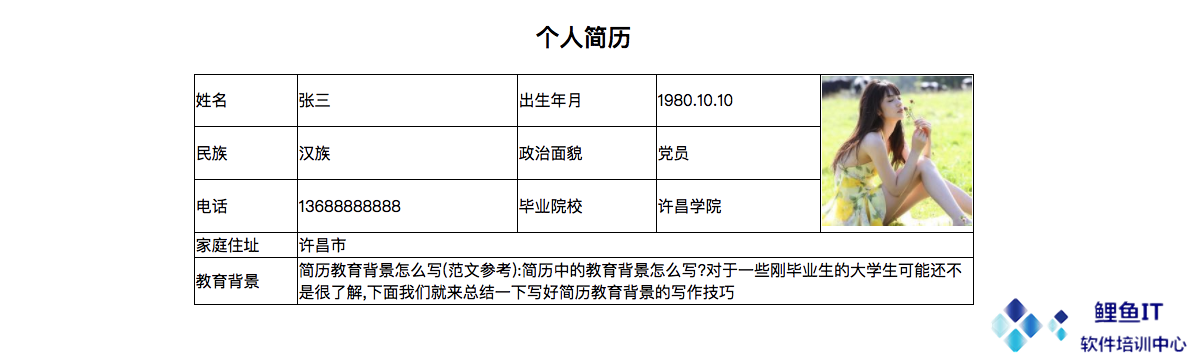 个人简历
姓名 张三 出生年月 1980.10.10
民族 汉族 政治面貌 党员
电话 13688888888 毕业院校 许昌学院
家庭住址 许昌市
教育背景 简历教育背景怎么写(范文参考):简历中的教育背景怎么写?对于一些刚毕业生的大学生可能还不
是很了解,下面我们就来总结一下写好简历教育背景的写作技巧
鲤鱼IT
软件培训中心